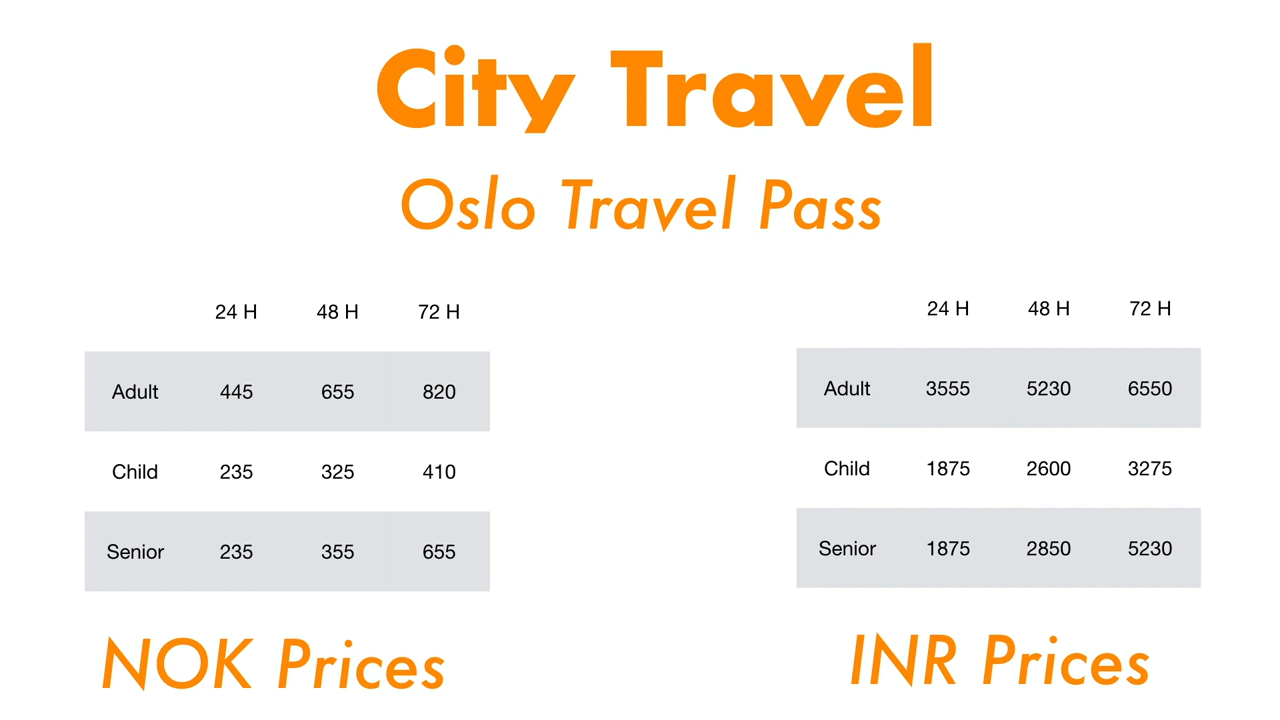 City Travel
Oslo Travel Pass
24 H 48 H 72 H
Adult 445 655 820
Child 235 325 410
Senior 235 355 655
NOK Prices
24 H 48 H 72 H
Adult 3555 5230 6550
Child 1875 2600 3275
Senior 1875 2850 5230
INR Prices